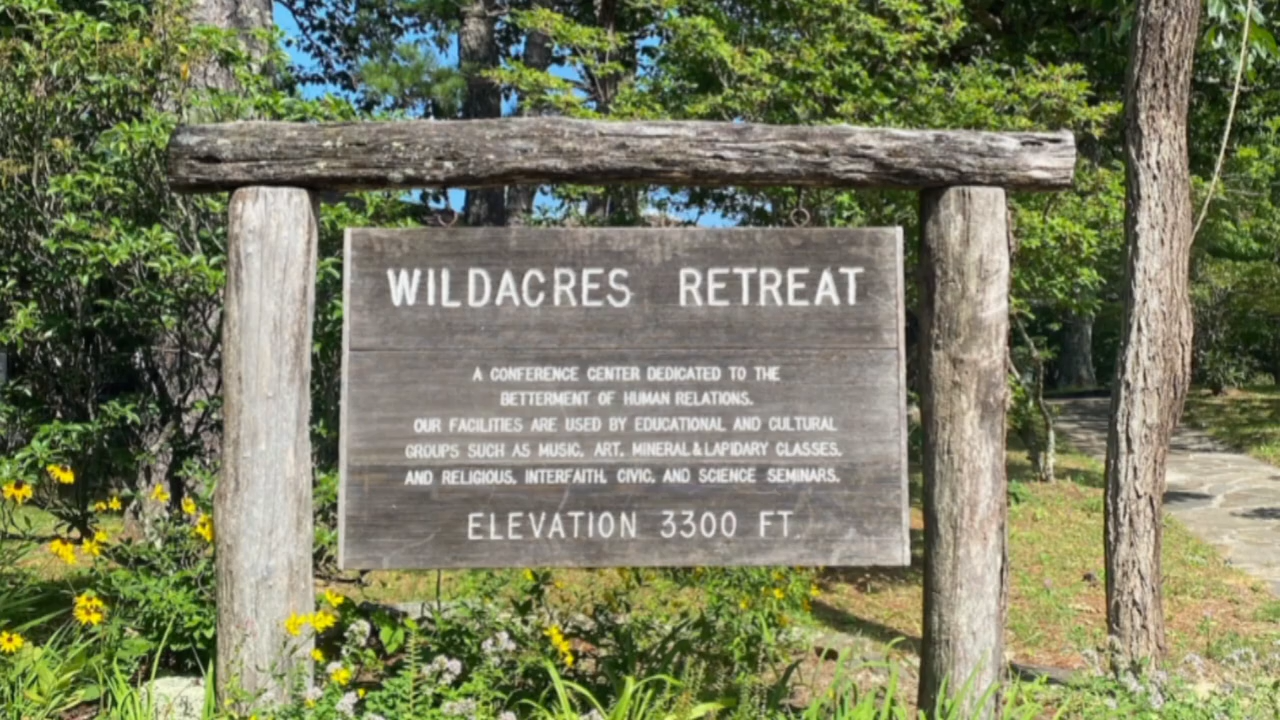 WILDACRES RETREAT
A CONFERENCE CENTER DEDICATED TO THE
BETTERMENT OF HUMAN RELATIONS.
OUR FACILITIES ARE USED BY EDUCATIONAL AND CULTURAL
GROUPS SUCH AS MUSIC, ART, MINERAL & LAPIDARY CLASSES,
AND RELIGIOUS, INTERFAITH, CIVIC, AND SCIENCE SEMINARS.
ELEVATION 3300 FT.